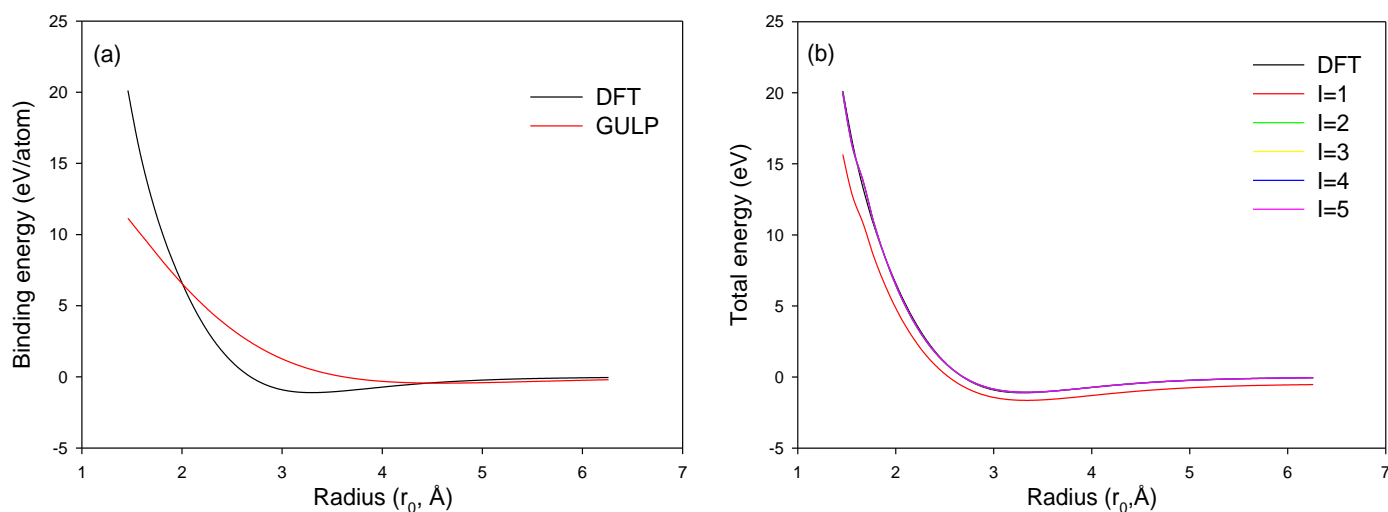 (a)
DFT
GULP
25
20
15
10
5
0
-5
1 2 3 4 5 6 7
Binding energy (eV/atom)
Radius (r0, Å)
(b)
DFT
I=1
I=2
I=3
I=4
I=5
25
20
15
10
5
0
-5
1 2 3 4 5 6 7
Total energy (eV)
Radius (r0,Å)